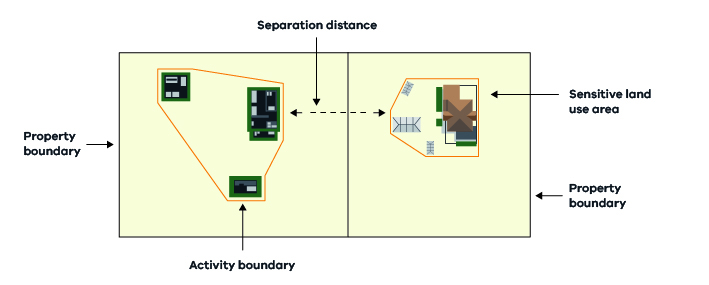 Separation distance
Sensitive land
use area
Property
boundary
Property
boundary
Activity boundary